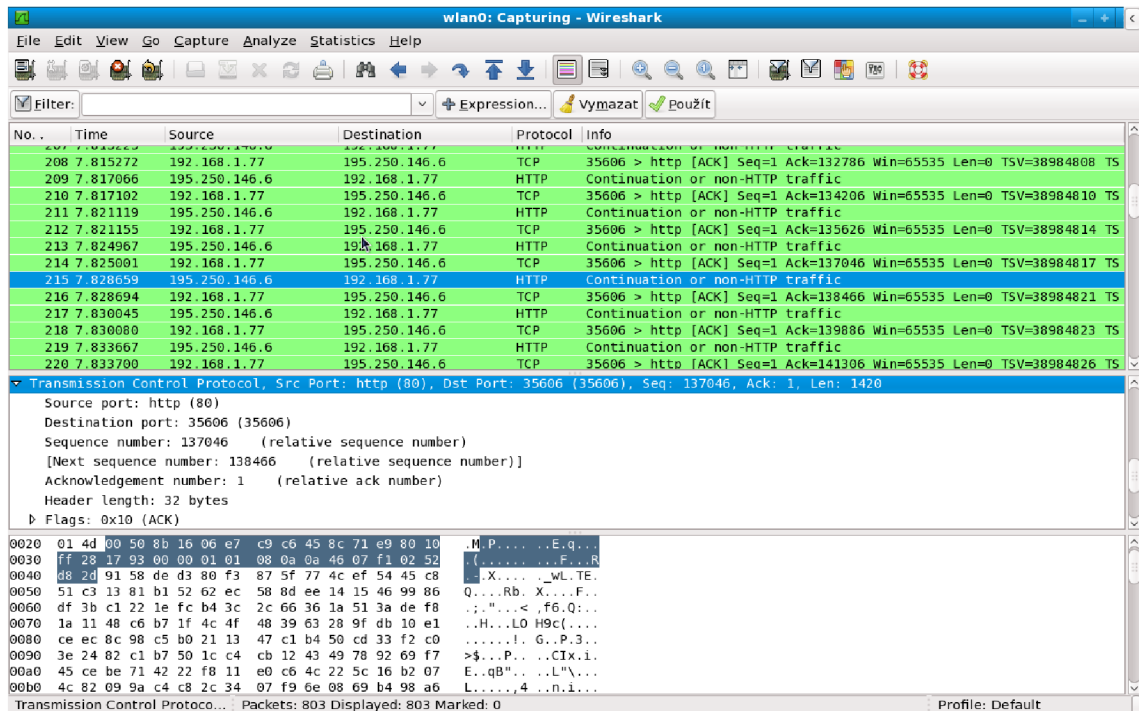 wlan0: Capturing - Wireshark
File Edit View Go Capture Analyze Statistics Help
Filter: Expression... Vymazat Použít
No. . Time Source Destination Protocol Info
208 7.815272 192.168.1.77 195.250.146.6 TCP 35606 > http [ACK] Seq=1 Ack=132786 Win=65535 Len=0 TSV=38984808 TS
209 7.817066 195.250.146.6 192.168.1.77 HTTP Continuation or non-HTTP traffic
210 7.817102 192.168.1.77 195.250.146.6 TCP 35606 > http [ACK] Seq=1 Ack=134206 Win=65535 Len=0 TSV=38984810 TS
211 7.821119 195.250.146.6 192.168.1.77 HTTP Continuation or non-HTTP traffic
212 7.821155 192.168.1.77 195.250.146.6 TCP 35606 > http [ACK] Seq=1 Ack=135626 Win=65535 Len=0 TSV=38984814 TS
213 7.824967 195.250.146.6 192.168.1.77 HTTP Continuation or non-HTTP traffic
214 7.825001 192.168.1.77 195.250.146.6 TCP 35606 > http [ACK] Seq=1 Ack=137046 Win=65535 Len=0 TSV=38984817 TS
215 7.828659 195.250.146.6 192.168.1.77 HTTP Continuation or non-HTTP traffic
216 7.828694 192.168.1.77 195.250.146.6 TCP 35606 > http [ACK] Seq=1 Ack=138466 Win=65535 Len=0 TSV=38984821 TS
217 7.830045 195.250.146.6 192.168.1.77 HTTP Continuation or non-HTTP traffic
218 7.830080 192.168.1.77 195.250.146.6 TCP 35606 > http [ACK] Seq=1 Ack=139886 Win=65535 Len=0 TSV=38984823 TS
219 7.833667 195.250.146.6 192.168.1.77 HTTP Continuation or non-HTTP traffic
220 7.833700 192.168.1.77 195.250.146.6 TCP 35606 > http [ACK] Seq=1 Ack=141306 Win=65535 Len=0 TSV=38984826 TS
Transmission Control Protocol, Src Port: http (80), Dst Port: 35606 (35606), Seq: 137046, Ack: 1, Len: 1420
Source port: http (80)
Destination port: 35606 (35606)
Sequence number: 137046 (relative sequence number)
[Next sequence number: 138466 (relative sequence number)]
Acknowledgement number: 1 (relative ack number)
Header length: 32 bytes
Flags: 0x10 (ACK)
0020 01 4d 00 50 8b 16 06 e7 c9 c6 45 8c 71 e9 80 10 .M.P.... ..E.q...
0030 ff 28 17 93 00 00 01 01 08 0a 0a 46 07 f1 02 52 .(...... ...F...R
0040 d8 2d 91 58 de d3 80 f3 87 5f 77 4c ef 54 45 c8 .-.X.... ._wL.TE.
0050 51 c3 13 81 b1 52 62 ec 58 8d ee 14 15 46 99 86 Q....Rb. X....F..
0060 df 3b c1 22 1e fc b4 3c 2c 66 36 1a 51 3a de f8 .;."...< ,f6.Q:..
0070 1a 11 48 c6 b7 1f 4c 4f 48 39 63 28 9f db 10 e1 ..H...LO H9c(....
0080 ce ec 8c 98 c5 b0 21 13 47 c1 b4 50 cd 33 f2 c0 ......!. G..P.3..
0090 3e 24 82 c1 b7 50 1c c4 cb 12 43 49 78 92 69 f7 >$...P.. ..CIx.i.
00a0 45 ce be 71 42 22 f8 11 e0 c6 4c 22 5c 16 b2 07 E..qB".. ..L"\...
00b0 4c 82 09 9a c4 c8 2c 34 07 f9 6e 08 69 b4 98 a6 L.....,4 ..n.i...
Transmission Control Protoco... Packets: 803 Displayed: 803 Marked: 0 Profile: Default